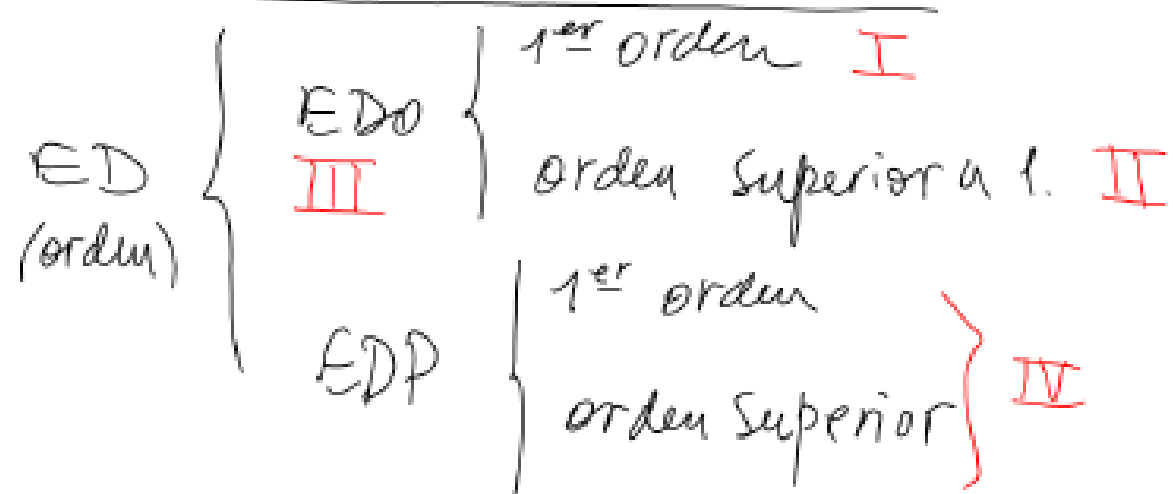 1er orden I
EDO
III
ED
(orden)
orden superior a 1. II
1er orden
EDP
orden superior
IV